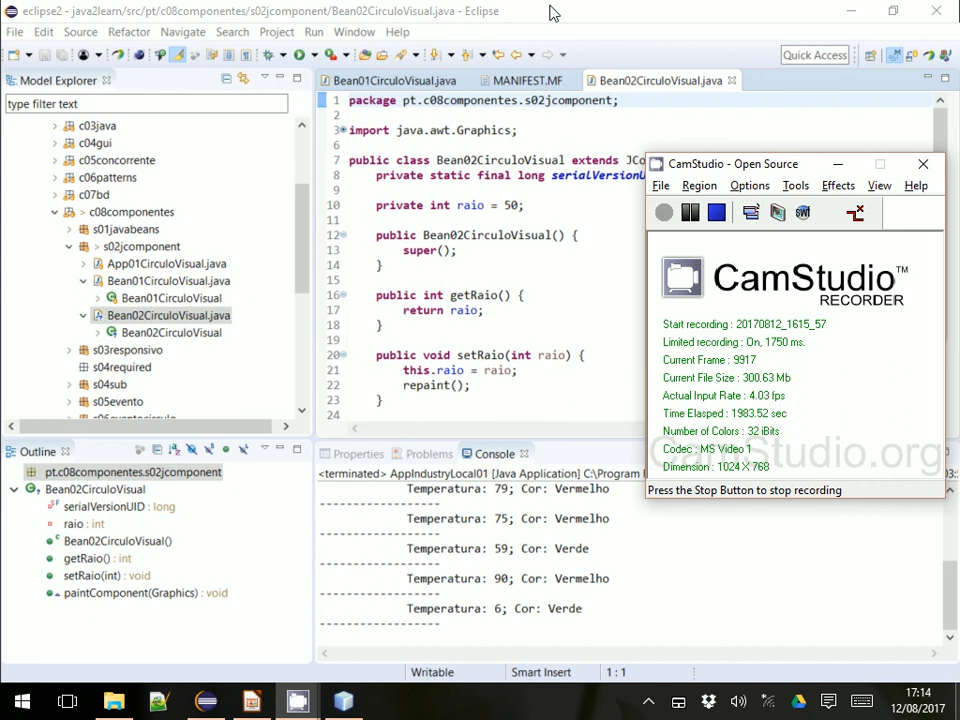 eclipse2 - java2learn/src/pt/c08componentes/s02jcomponent/Bean02CirculoVisual.java - Eclipse
File Edit Source Refactor Navigate Search Project Run Window Help
Quick Access
Model Explorer
type filter text
c03java
c04gui
c05concorrente
c06patterns
c07bd
> c08componentes
s01javabeans
> s02jcomponent
App01CirculoVisual.java
Bean01CirculoVisual.java
Bean01CirculoVisual
Bean02CirculoVisual.java
Bean02CirculoVisual
s03responsivo
s04required
s04sub
s05evento
Bean01CirculoVisual.java MANIFEST.MF Bean02CirculoVisual.java
1 package pt.c08componentes.s02jcomponent;
2
3 import java.awt.Graphics;
6
7 public class Bean02CirculoVisual extends JCo
8 private static final long serialVersionU
9
10 private int raio = 50;
11
12 public Bean02CirculoVisual() {
13 super();
14 }
15
16 public int getRaio() {
17 return raio;
18 }
19
20 public void setRaio(int raio) {
21 this.raio = raio;
22 repaint();
23 }
24
CamStudio - Open Source
File Region Options Tools Effects View Help
SWF
CamStudio™
RECORDER
Start recording : 20170812_1615_57
Limited recording : On, 1750 ms.
Current Frame : 9917
Current File Size : 300.63 Mb
Actual Input Rate : 4.03 fps
Time Elasped : 1983.52 sec
Number of Colors : 32 iBits
Codec : MS Video 1
Dimension : 1024 X 768
CamStudio.org
Press the Stop Button to stop recording
Outline
pt.c08componentes.s02jcomponent
Bean02CirculoVisual
serialVersionUID : long
raio : int
Bean02CirculoVisual()
getRaio() : int
setRaio(int) : void
paintComponent(Graphics) : void
Properties Problems Console
<terminated> AppIndustryLocal01 [Java Application] C:\Program
Temperatura: 79; Cor: Vermelho
------------------
Temperatura: 75; Cor: Vermelho
------------------
Temperatura: 59; Cor: Verde
------------------
Temperatura: 90; Cor: Vermelho
------------------
Temperatura: 6; Cor: Verde
------------------
Writable Smart Insert 1 : 1
17:14
12/08/2017